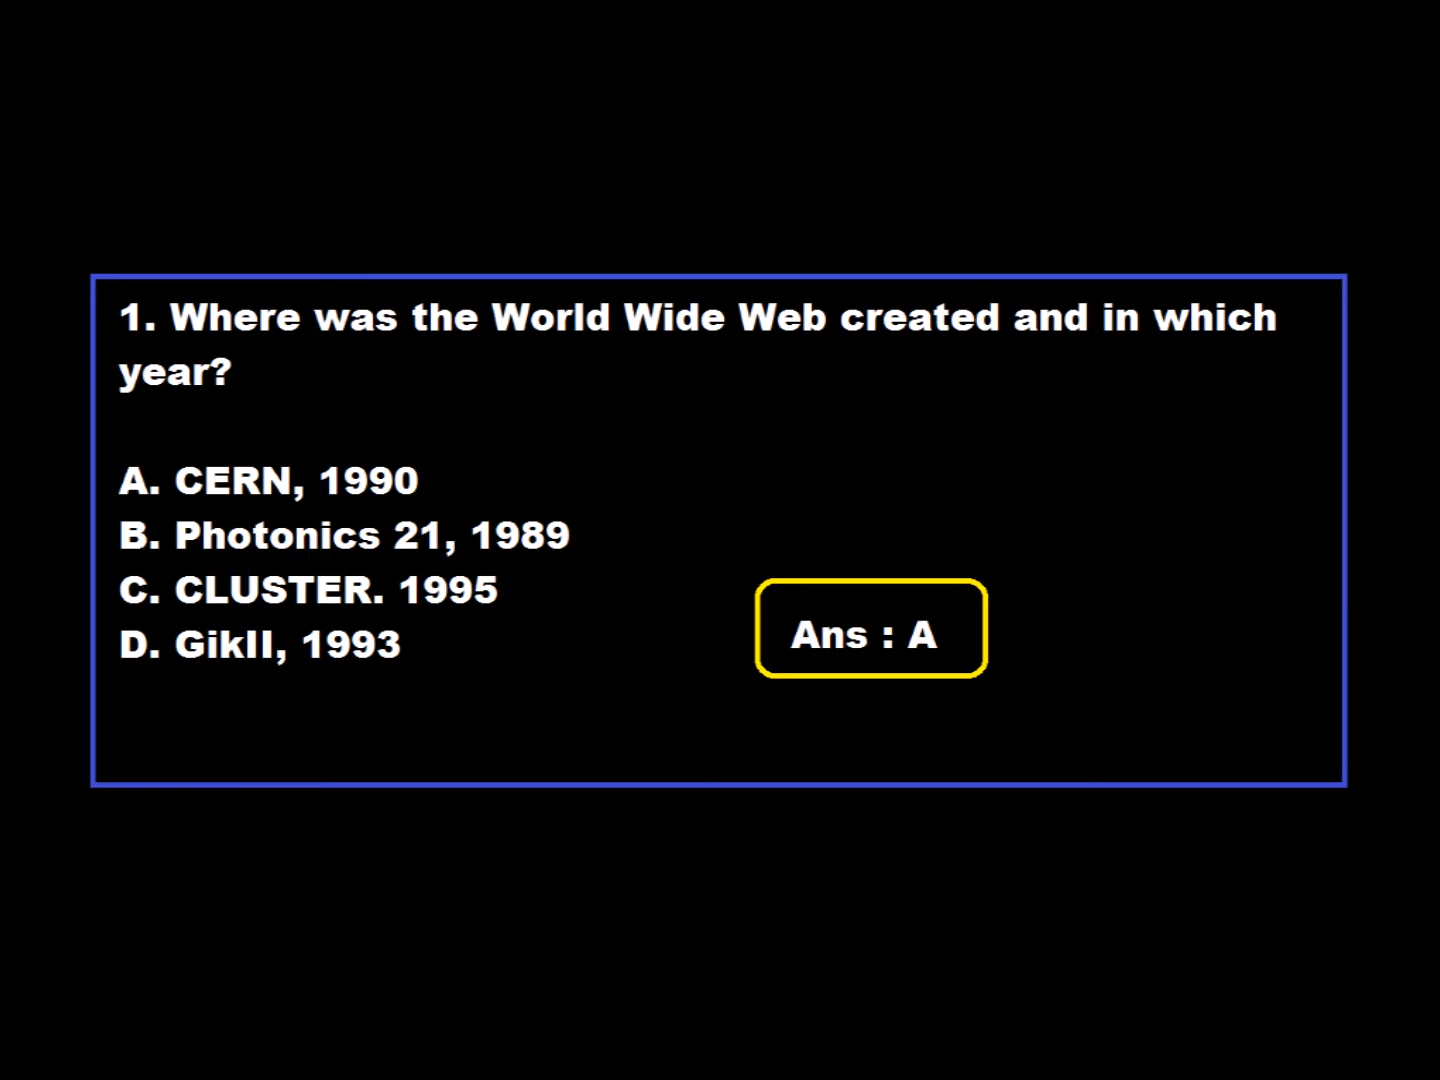 1. Where was the World Wide Web created and in which
year?
A. CERN, 1990
B. Photonics 21, 1989
C. CLUSTER. 1995
D. GikII, 1993
Ans : A